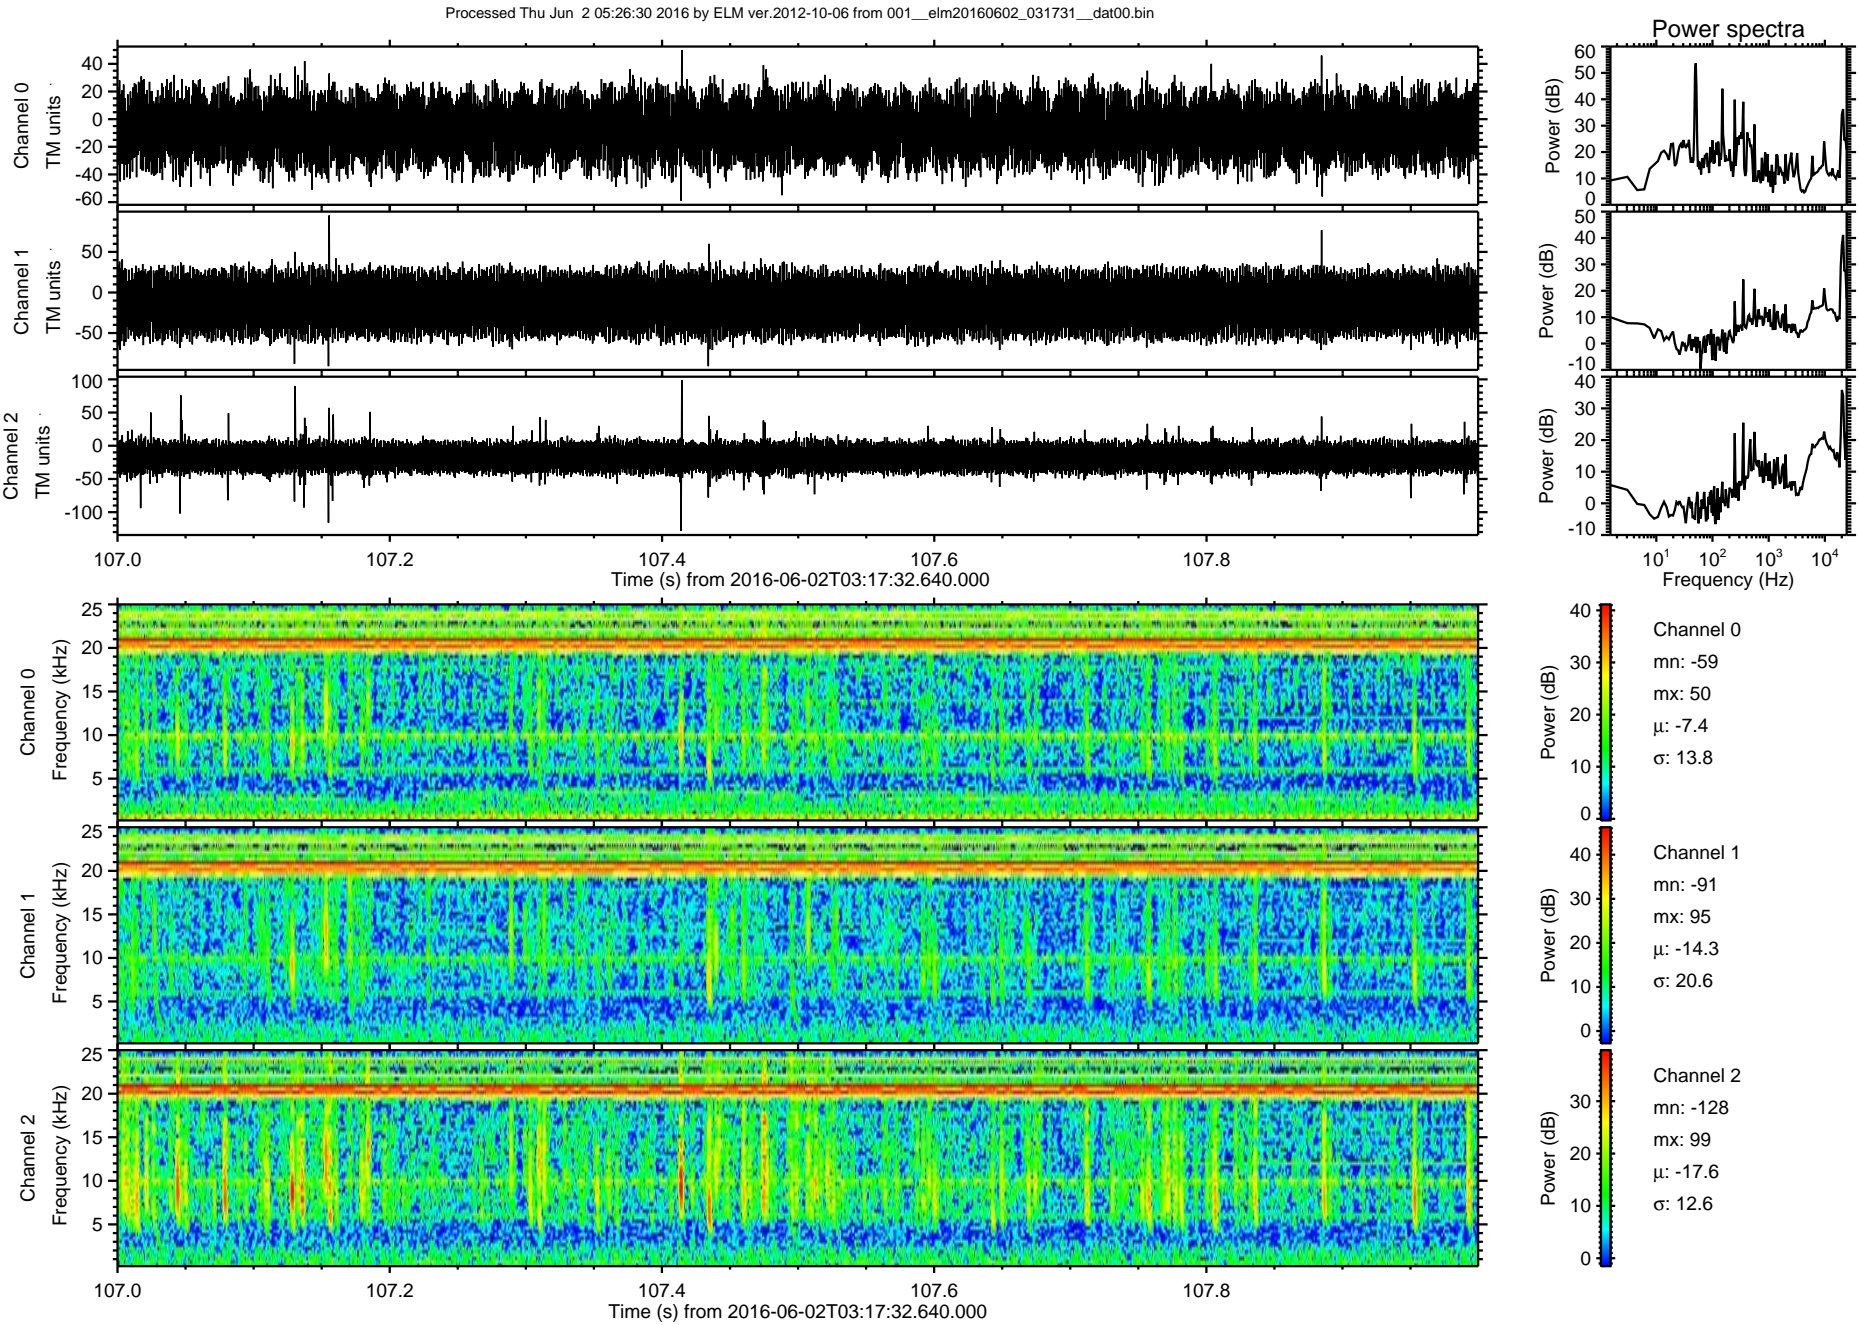 Processed Thu Jun  2 05:26:30 2016 by ELM ver.2012-10-06 from 001__elm20160602_031731__dat00.bin
Power spectra
Channel 0
TM units
40
20
0
-20
-40
-60
Power (dB)
60
50
40
30
20
10
0
Channel 1
TM units
50
0
-50
Power (dB)
50
40
30
20
10
0
-10
Channel 2
TM units
100
50
0
-50
-100
Power (dB)
40
30
20
10
0
-10
107.0 107.2 107.4 107.6 107.8
Time (s) from 2016-06-02T03:17:32.640.000
10^1 10^2 10^3 10^4
Frequency (Hz)
Channel 0
Frequency (kHz)
25
20
15
10
5
Power (dB)
40
30
20
10
0
Channel 0
mn: -59
mx: 50
µ: -7.4
σ: 13.8
Channel 1
Frequency (kHz)
25
20
15
10
5
Power (dB)
40
30
20
10
0
Channel 1
mn: -91
mx: 95
µ: -14.3
σ: 20.6
Channel 2
Frequency (kHz)
25
20
15
10
5
Power (dB)
30
20
10
0
Channel 2
mn: -128
mx: 99
µ: -17.6
σ: 12.6
107.0 107.2 107.4 107.6 107.8
Time (s) from 2016-06-02T03:17:32.640.000